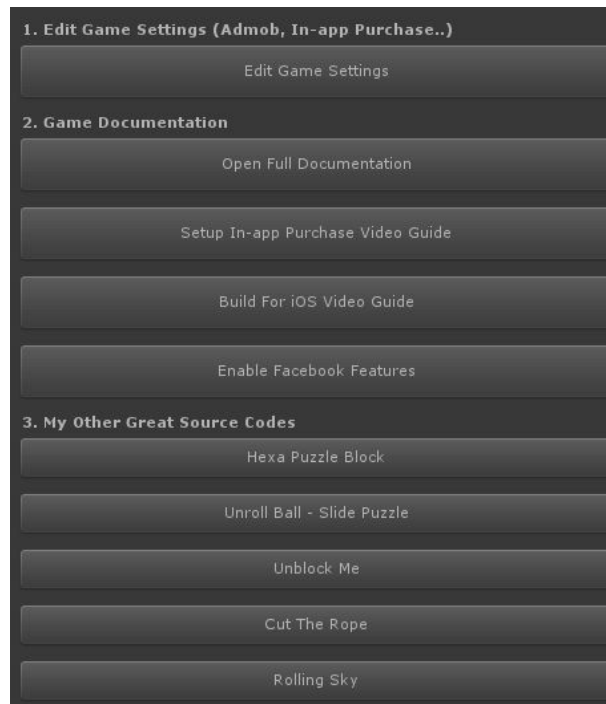 1. Edit Game Settings (Admob, In-app Purchase..)
Edit Game Settings
2. Game Documentation
Open Full Documentation
Setup In-app Purchase Video Guide
Build For iOS Video Guide
Enable Facebook Features
3. My Other Great Source Codes
Hexa Puzzle Block
Unroll Ball - Slide Puzzle
Unblock Me
Cut The Rope
Rolling Sky